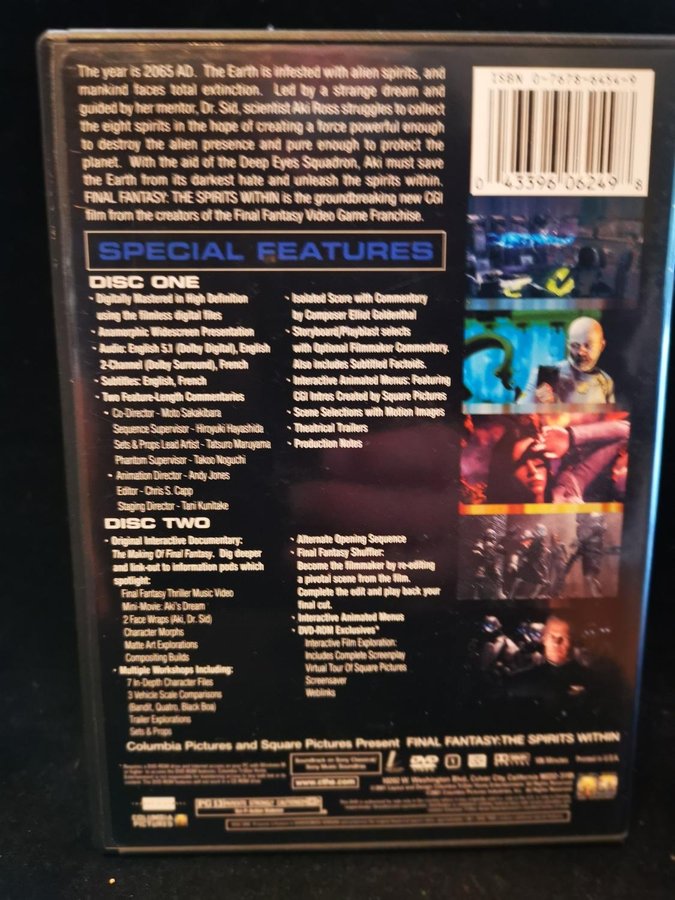 The year is 2065 AD. The Earth is infested with alien spirits, and
mankind faces total extinction. Led by a strange dream and
guided by her mentor, Dr. Sid, scientist Aki Ross struggles to collect
the eight spirits in the hope of creating a force powerful enough
to destroy the alien presence and pure enough to protect the
planet. With the aid of the Deep Eyes Squadron, Aki must save
the Earth from its darkest hate and unleash the spirits within.
FINAL FANTASY: THE SPIRITS WITHIN is the groundbreaking new CGI
film from the creators of the Final Fantasy Video Game Franchise.
ISBN 0-7678-6454-9
0 43396 06249 8
SPECIAL FEATURES
DISC ONE
· Digitally Mastered in High Definition
using the filmless digital files
· Anamorphic Widescreen Presentation
· Audio: English 5.1 (Dolby Digital), English
2-Channel (Dolby Surround), French
· Subtitles: English, French
· Two Feature-Length Commentaries
· Co-Director - Moto Sakakibara
Sequence Supervisor - Hiroyuki Hayashida
Sets & Props Lead Artist - Tatsuro Maruyama
Phantom Supervisor - Takoo Noguchi
· Animation Director - Andy Jones
Editor - Chris S. Capp
Staging Director - Tani Kunitake
· Isolated Score with Commentary
by Composer Elliot Goldenthal
· Storyboard/Playblast selects
with Optional Filmmaker Commentary.
Also Includes Subtitled Factoids.
· Interactive Animated Menus: Featuring
CGI Intros Created by Square Pictures
· Scene Selections with Motion Images
· Theatrical Trailers
· Production Notes
DISC TWO
· Original Interactive Documentary:
The Making Of Final Fantasy. Dig deeper
and link-out to information pods which
spotlight:
Final Fantasy Thriller Music Video
Mini-Movie: Aki's Dream
2 Face Wraps (Aki, Dr. Sid)
Character Morphs
Matte Art Explorations
Compositing Builds
· Multiple Workshops Including:
7 In-Depth Character Files
3 Vehicle Scale Comparisons
(Bandit, Quatro, Black Boa)
Trailer Explorations
Sets & Props
· Alternate Opening Sequence
· Final Fantasy Shuffler:
Become the filmmaker by re-editing
a pivotal scene from the film.
Complete the edit and play back your
final cut.
· Interactive Animated Menus
· DVD-ROM Exclusives*
Interactive Film Exploration:
Includes Complete Screenplay
Virtual Tour Of Square Pictures
Screensaver
Weblinks
Columbia Pictures and Square Pictures Present FINAL FANTASY:THE SPIRITS WITHIN
Soundtrack on Sony Classical/
Sony Music Soundtrax
www.cthe.com
DVD
Printed in U.S.A.
COLUMBIA
PICTURES